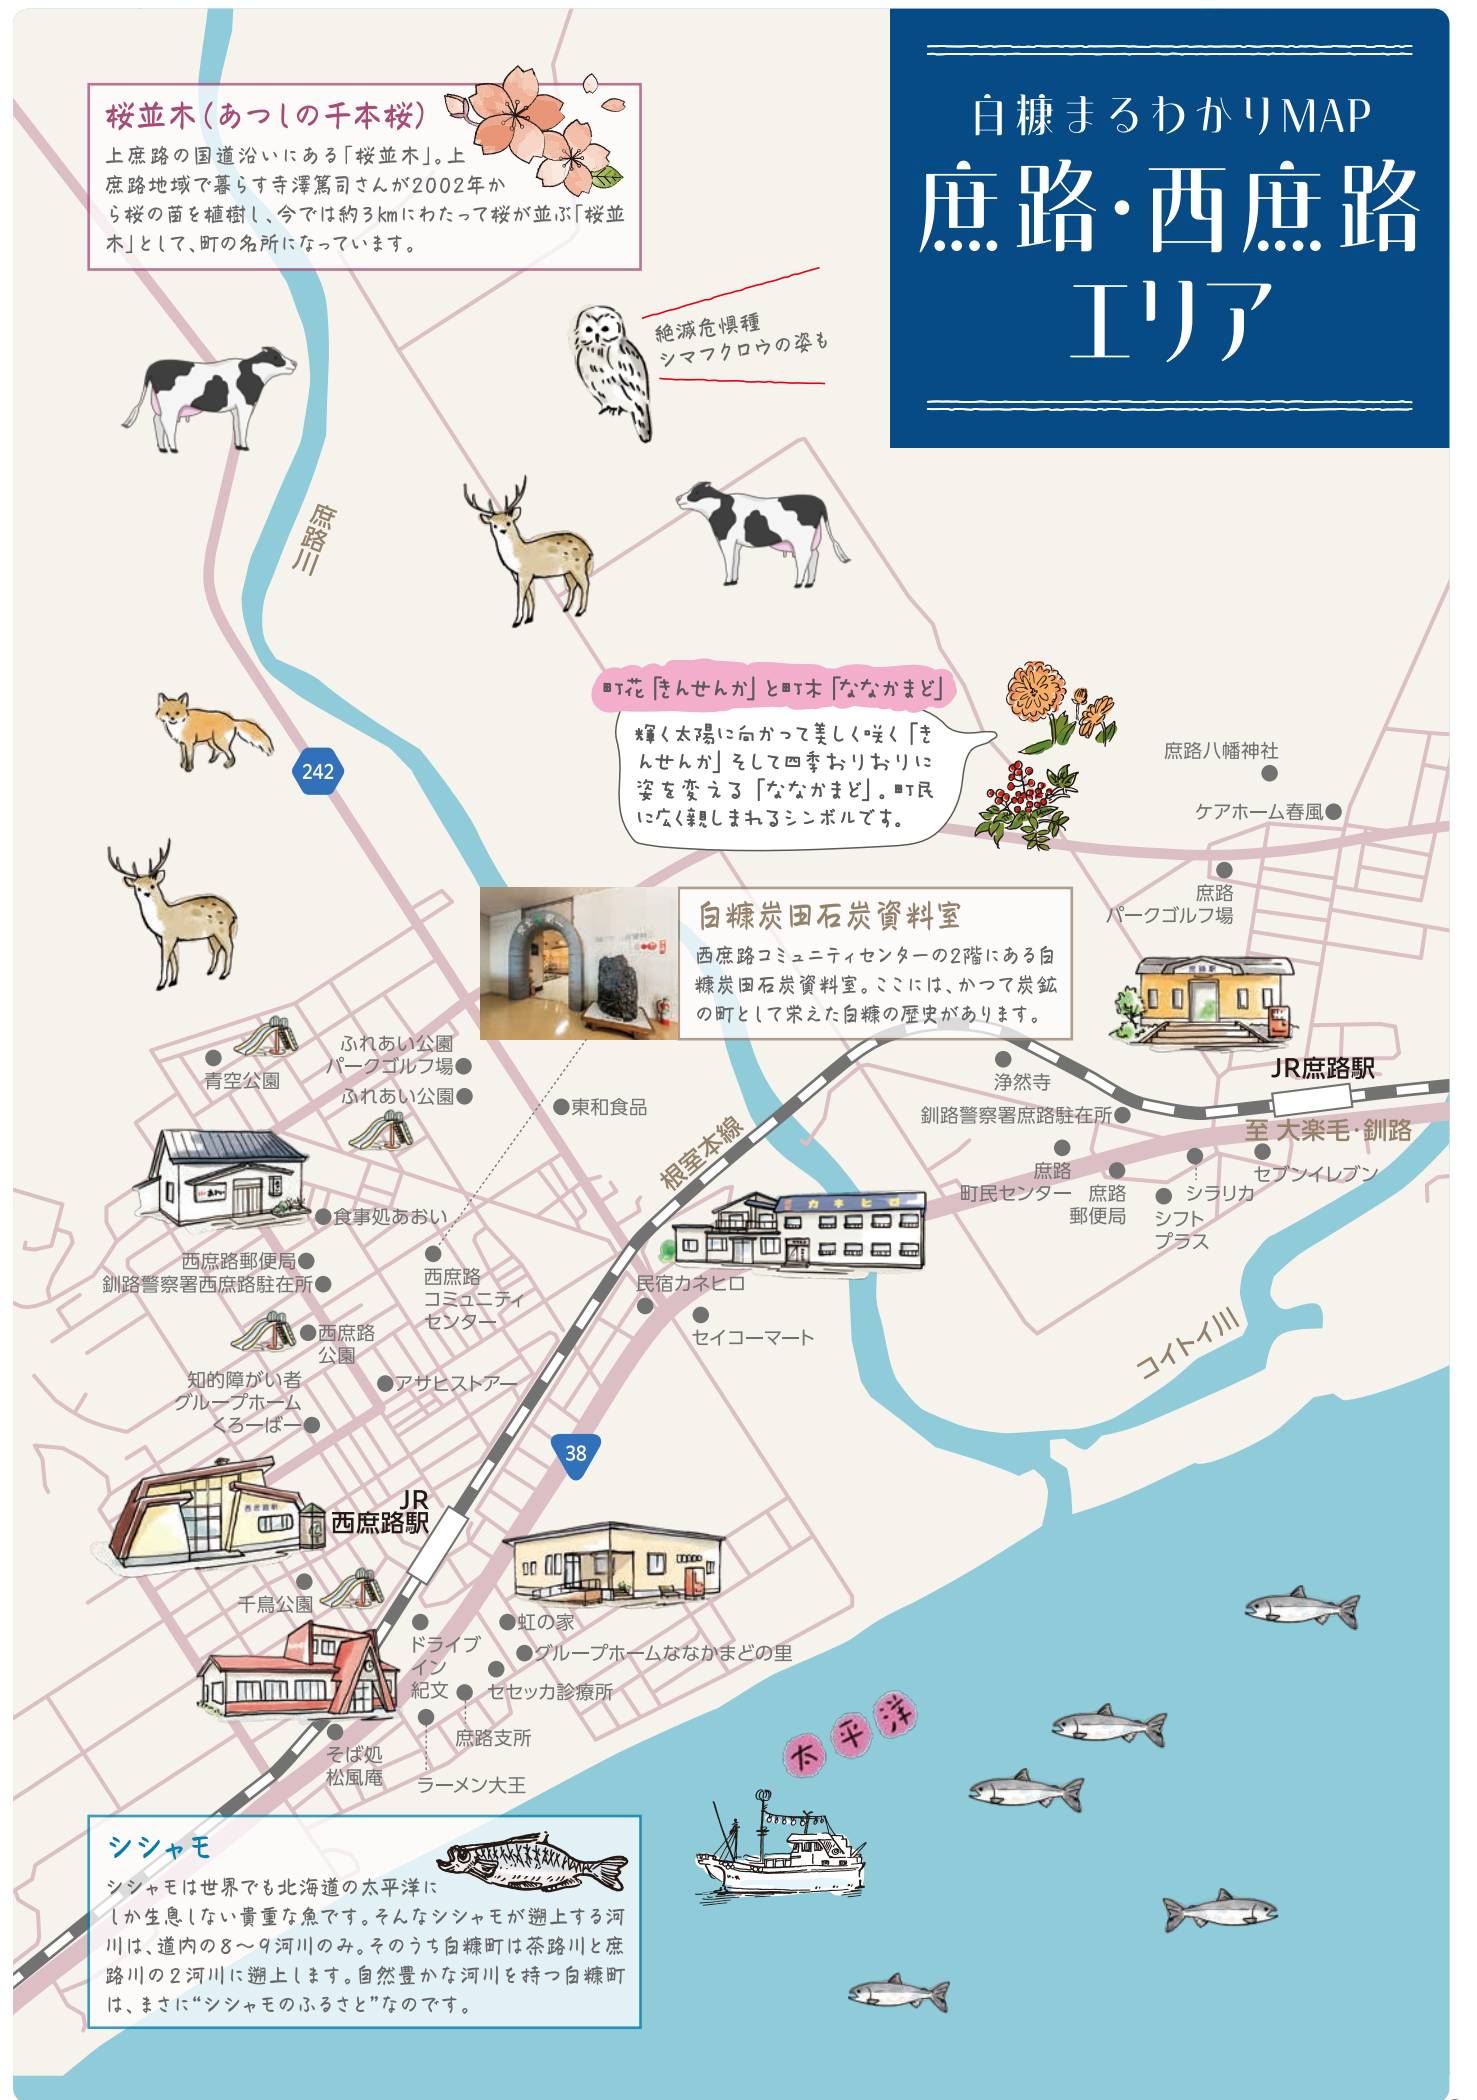 白糠まるわかりMAP
庶路・西庶路
エリア
桜並木(あつしの千本桜)
上庶路の国道沿いにある「桜並木」。上
庶路地域で暮らす寺澤篤司さんが2002年か
ら桜の苗を植樹し、今では約3kmにわたって桜が並ぶ「桜並
木」として、町の名所になっています。
絶滅危惧種
シマフクロウの姿も
庶路川
242
町花「きんせんか」と町木「ななかまど」
輝く太陽に向かって美しく咲く「き
んせんか」そして四季おりおりに
姿を変える「ななかまど」。町民
に広く親しまれるシンボルです。
庶路八幡神社
ケアホーム春風
庶路
パークゴルフ場
白糠炭田石炭資料室
西庶路コミュニティセンターの2階にある白
糠炭田石炭資料室。ここには、かつて炭鉱
の町として栄えた白糠の歴史があります。
庶路駅
JR庶路駅
至 大楽毛・釧路
浄然寺
釧路警察署庶路駐在所
庶路
町民センター
庶路
郵便局
シラリカ
シフト
プラス
セブンイレブン
青空公園
ふれあい公園
パークゴルフ場
ふれあい公園
東和食品
根室本線
食事処あおい
西庶路郵便局
釧路警察署西庶路駐在所
西庶路
コミュニティ
センター
カネヒロ
民宿カネヒロ
セイコーマート
コイトイ川
西庶路
公園
知的障がい者
グループホーム
くろーばー
アサヒストアー
38
西庶路駅
JR
西庶路駅
千鳥公園
ドライブ
イン
紀文
虹の家
グループホームななかまどの里
セセッカ診療所
庶路支所
ラーメン大王
そば処
松風庵
太平洋
シシャモ
シシャモは世界でも北海道の太平洋に
しか生息しない貴重な魚です。そんなシシャモが遡上する河
川は、道内の8〜9河川のみ。そのうち白糠町は茶路川と庶
路川の2河川に遡上します。自然豊かな河川を持つ白糠町
は、まさに“シシャモのふるさと”なのです。